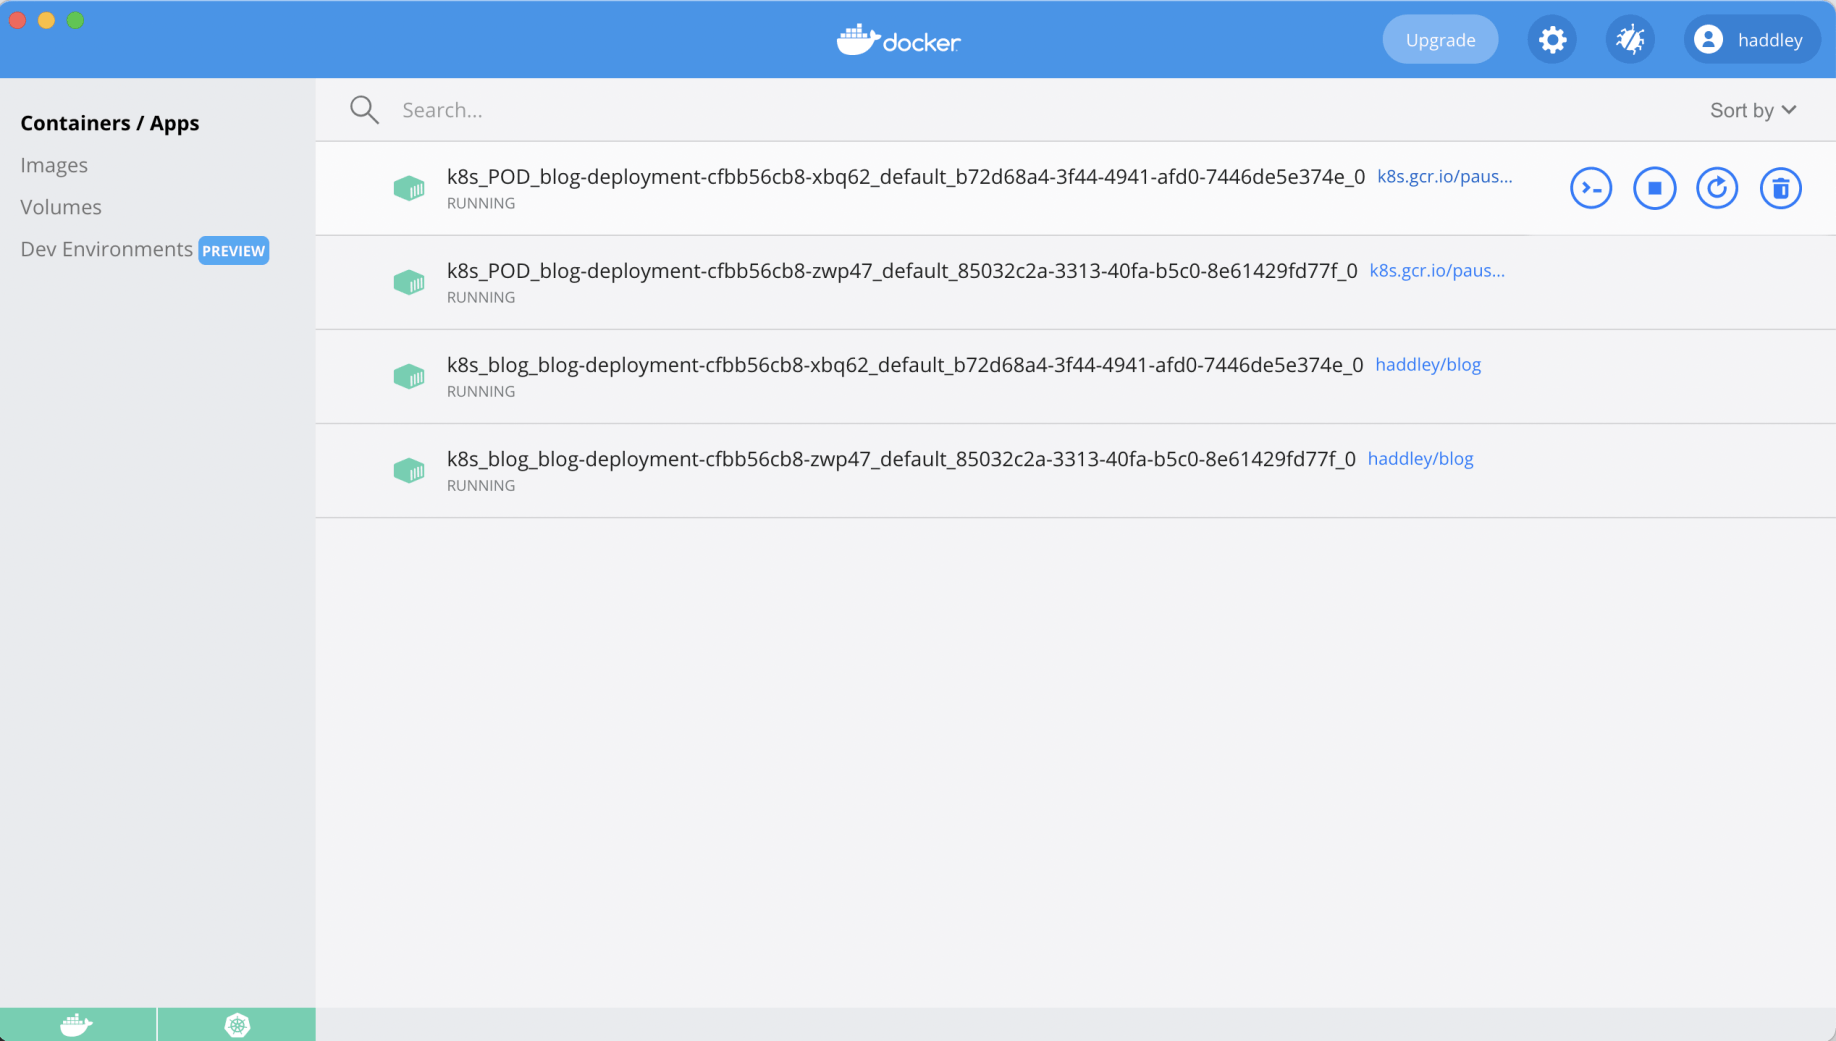 docker
Upgrade
haddley
Containers / Apps
Images
Volumes
Dev Environments PREVIEW
Search...
Sort by
k8s_POD_blog-deployment-cfbb56cb8-xbq62_default_b72d68a4-3f44-4941-afd0-7446de5e374e_0 k8s.gcr.io/paus...
RUNNING
k8s_POD_blog-deployment-cfbb56cb8-zwp47_default_85032c2a-3313-40fa-b5c0-8e61429fd77f_0 k8s.gcr.io/paus...
RUNNING
k8s_blog_blog-deployment-cfbb56cb8-xbq62_default_b72d68a4-3f44-4941-afd0-7446de5e374e_0 haddley/blog
RUNNING
k8s_blog_blog-deployment-cfbb56cb8-zwp47_default_85032c2a-3313-40fa-b5c0-8e61429fd77f_0 haddley/blog
RUNNING